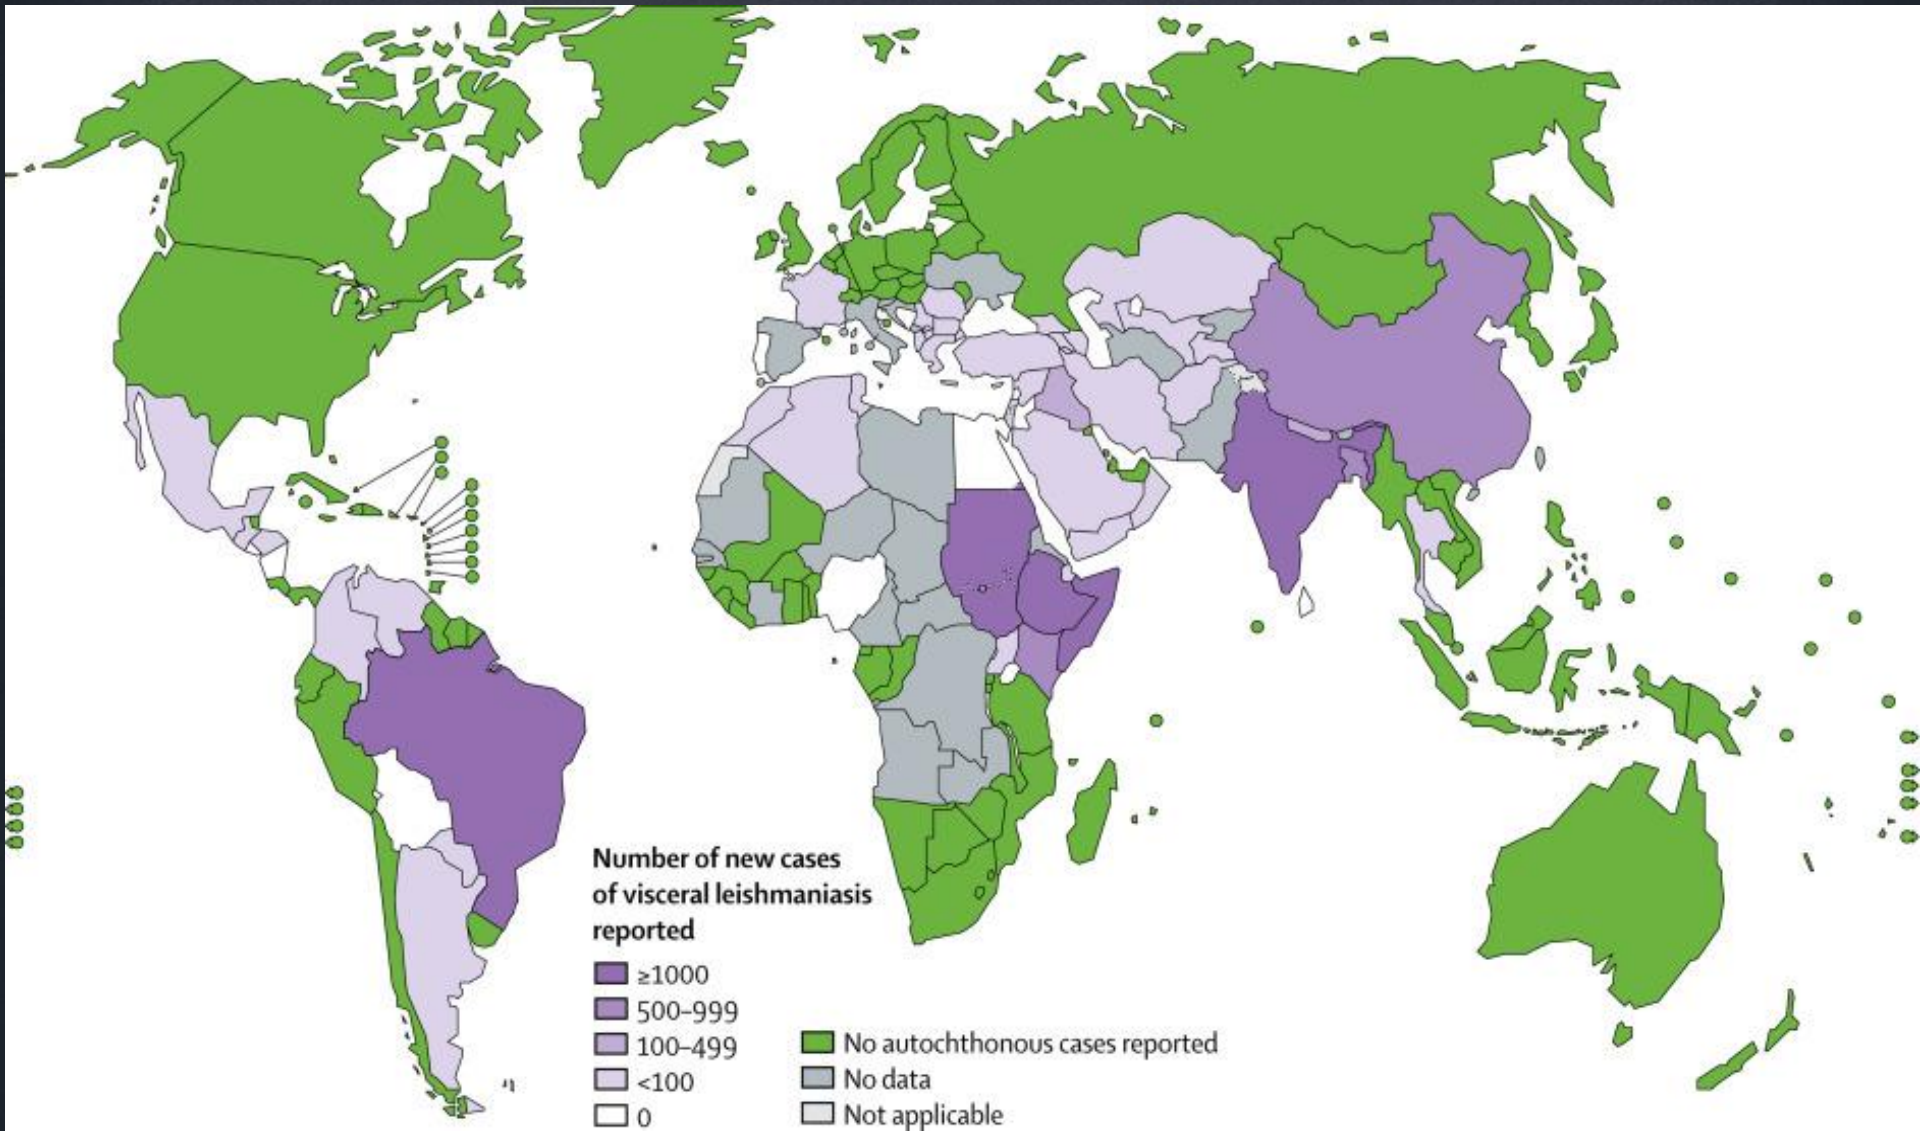 Number of new cases
of visceral leishmaniasis
reported
≥1000
500–999
100–499
<100
0
No autochthonous cases reported
No data
Not applicable